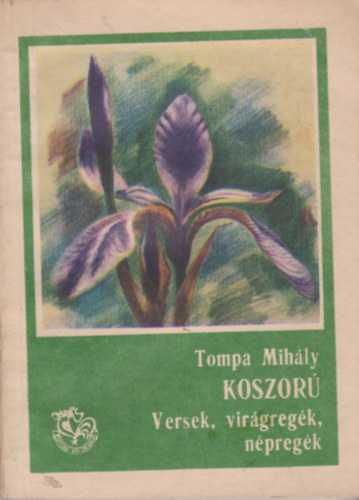 Tompa Mihály
KOSZORÚ
Versek, virágregék,
népregék